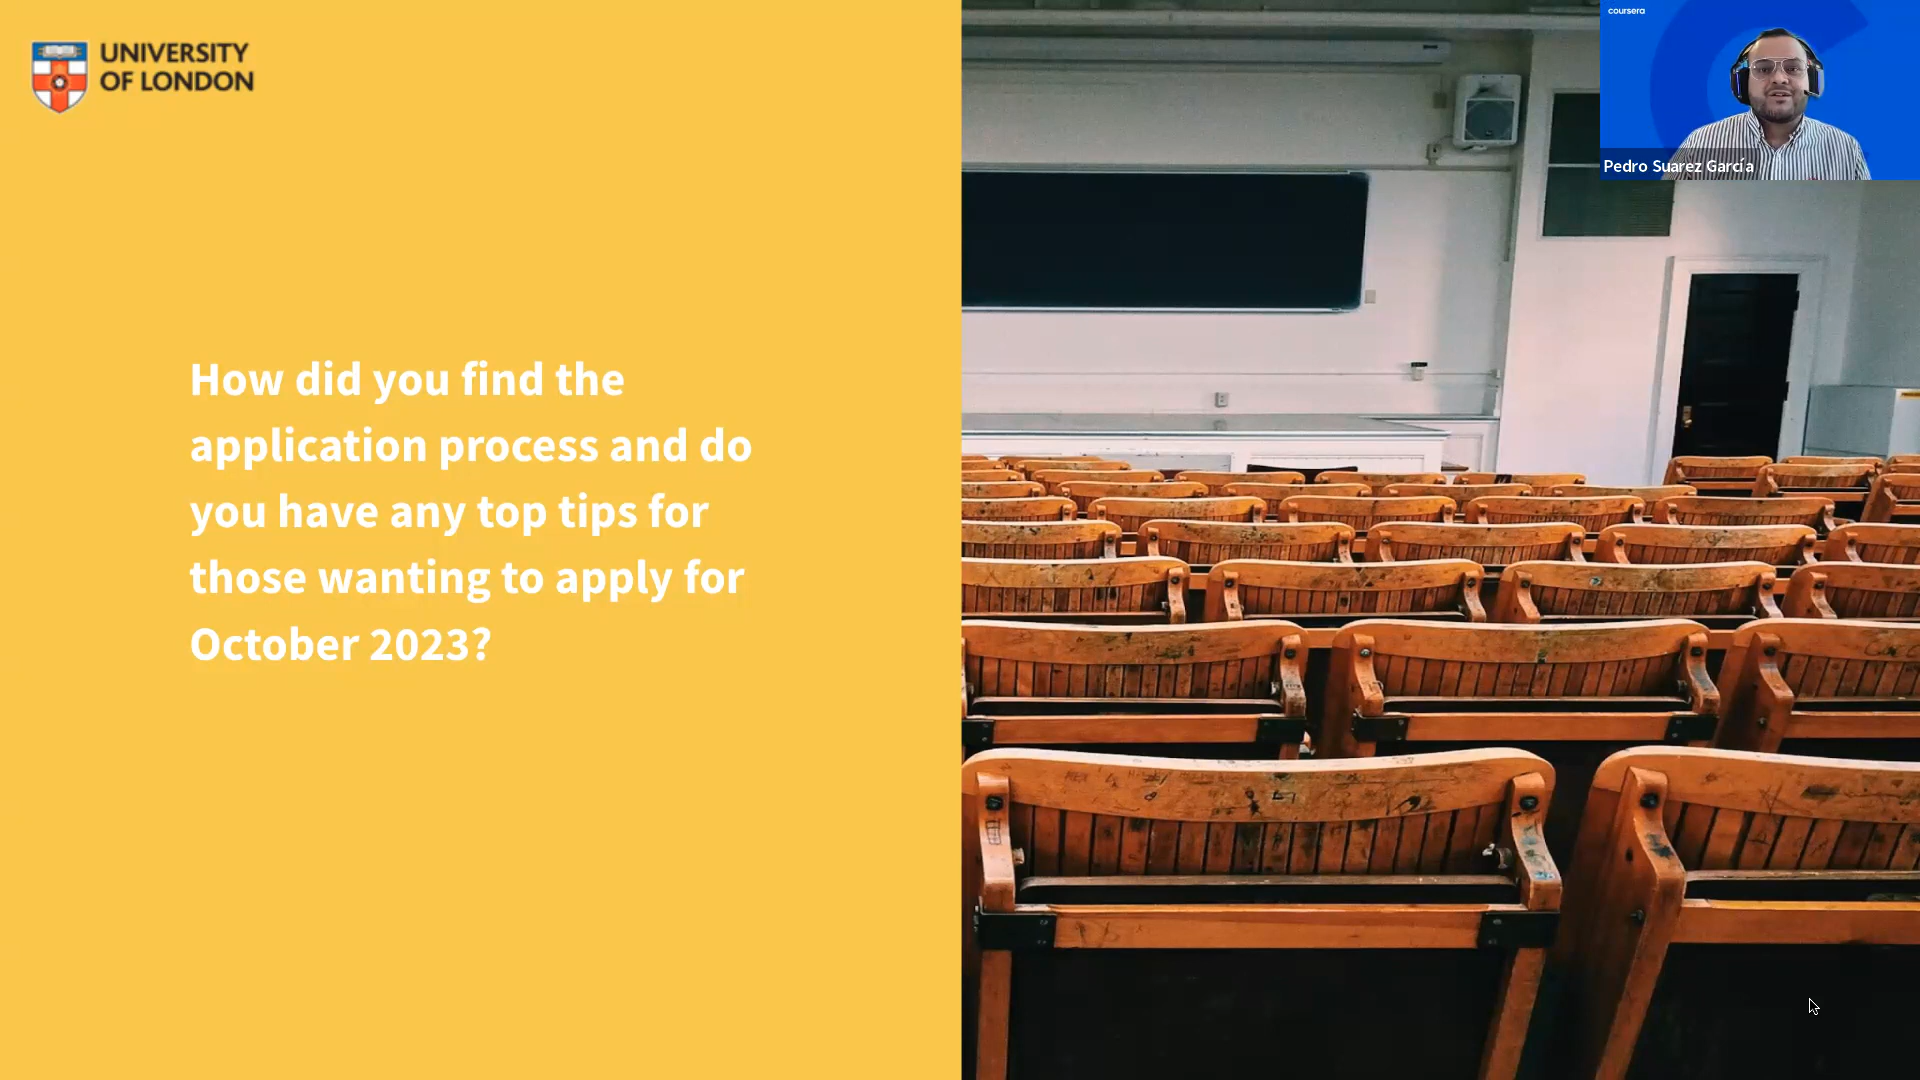 UNIVERSITY
OF LONDON
coursera
Pedro Suarez García
How did you find the
application process and do
you have any top tips for
those wanting to apply for
October 2023?